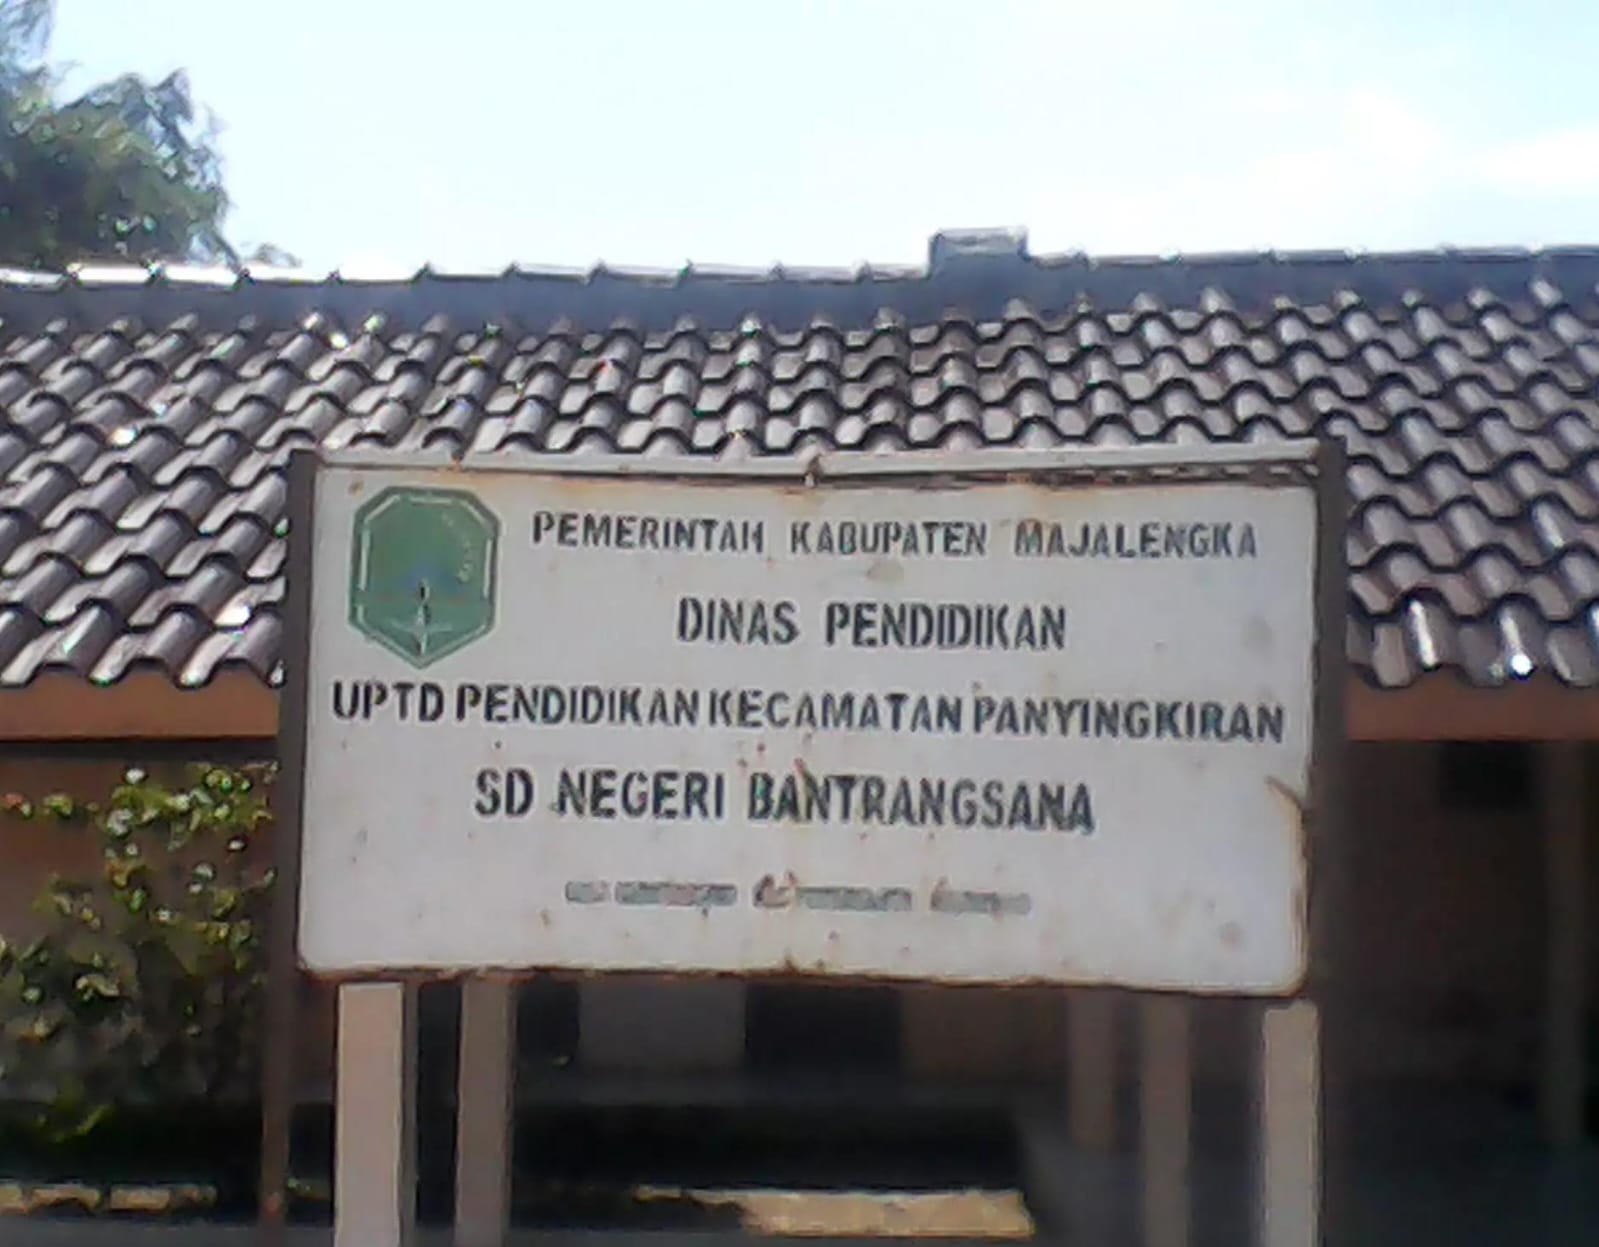 PEMERINTAH KABUPATEN MAJALENGKA
DINAS PENDIDIKAN
UPTD PENDIDIKAN KECAMATAN PANYINGKIRAN
SD NEGERI BANTRANGSANA